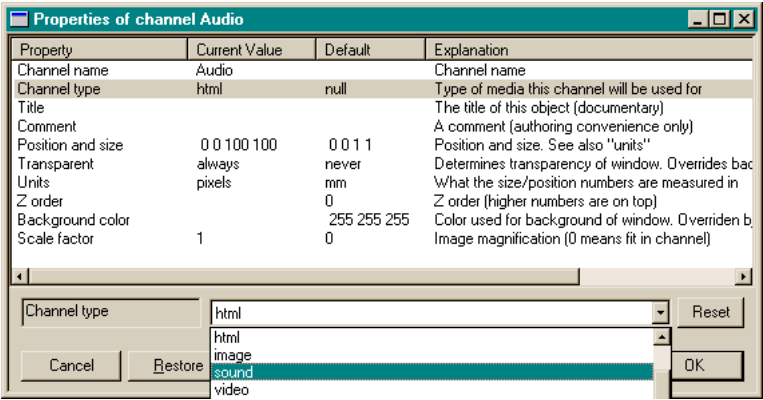 Properties of channel Audio
Property Current Value Default Explanation
Channel name Audio Channel name
Channel type html null Type of media this channel will be used for
Title The title of this object (documentary)
Comment A comment (authoring convenience only)
Position and size 0 0 100 100 0 0 1 1 Position and size. See also "units"
Transparent always never Determines transparency of window. Overrides bac
Units pixels mm What the size/position numbers are measured in
Z order 0 Z order (higher numbers are on top)
Background color 255 255 255 Color used for background of window. Overriden b
Scale factor 1 0 Image magnification (0 means fit in channel)
Channel type html Reset
html
image
Cancel Restore sound OK
video